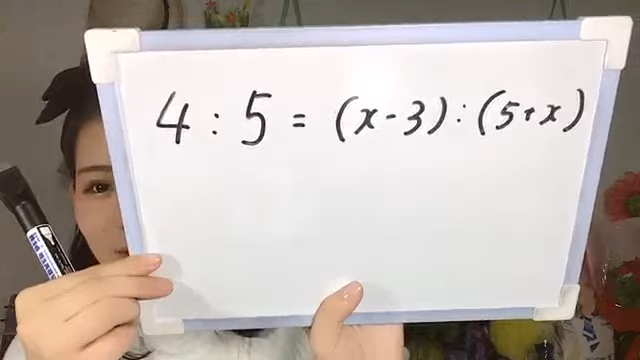 4 : 5 = (x-3) : (5+x)